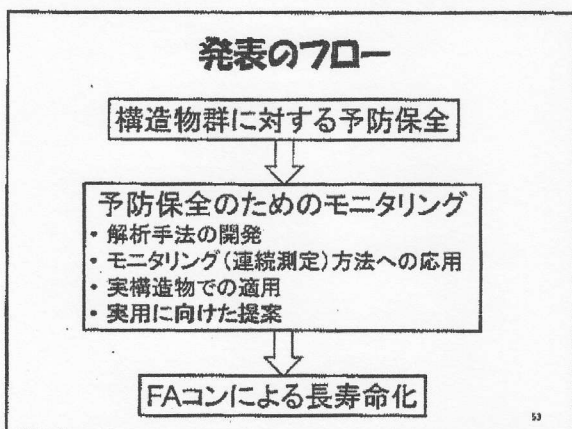 発表のフロー
構造物群に対する予防保全
予防保全のためのモニタリング
・解析手法の開発
・モニタリング(連続測定)方法への応用
・実構造物での適用
・実用に向けた提案
FAコンによる長寿命化
53